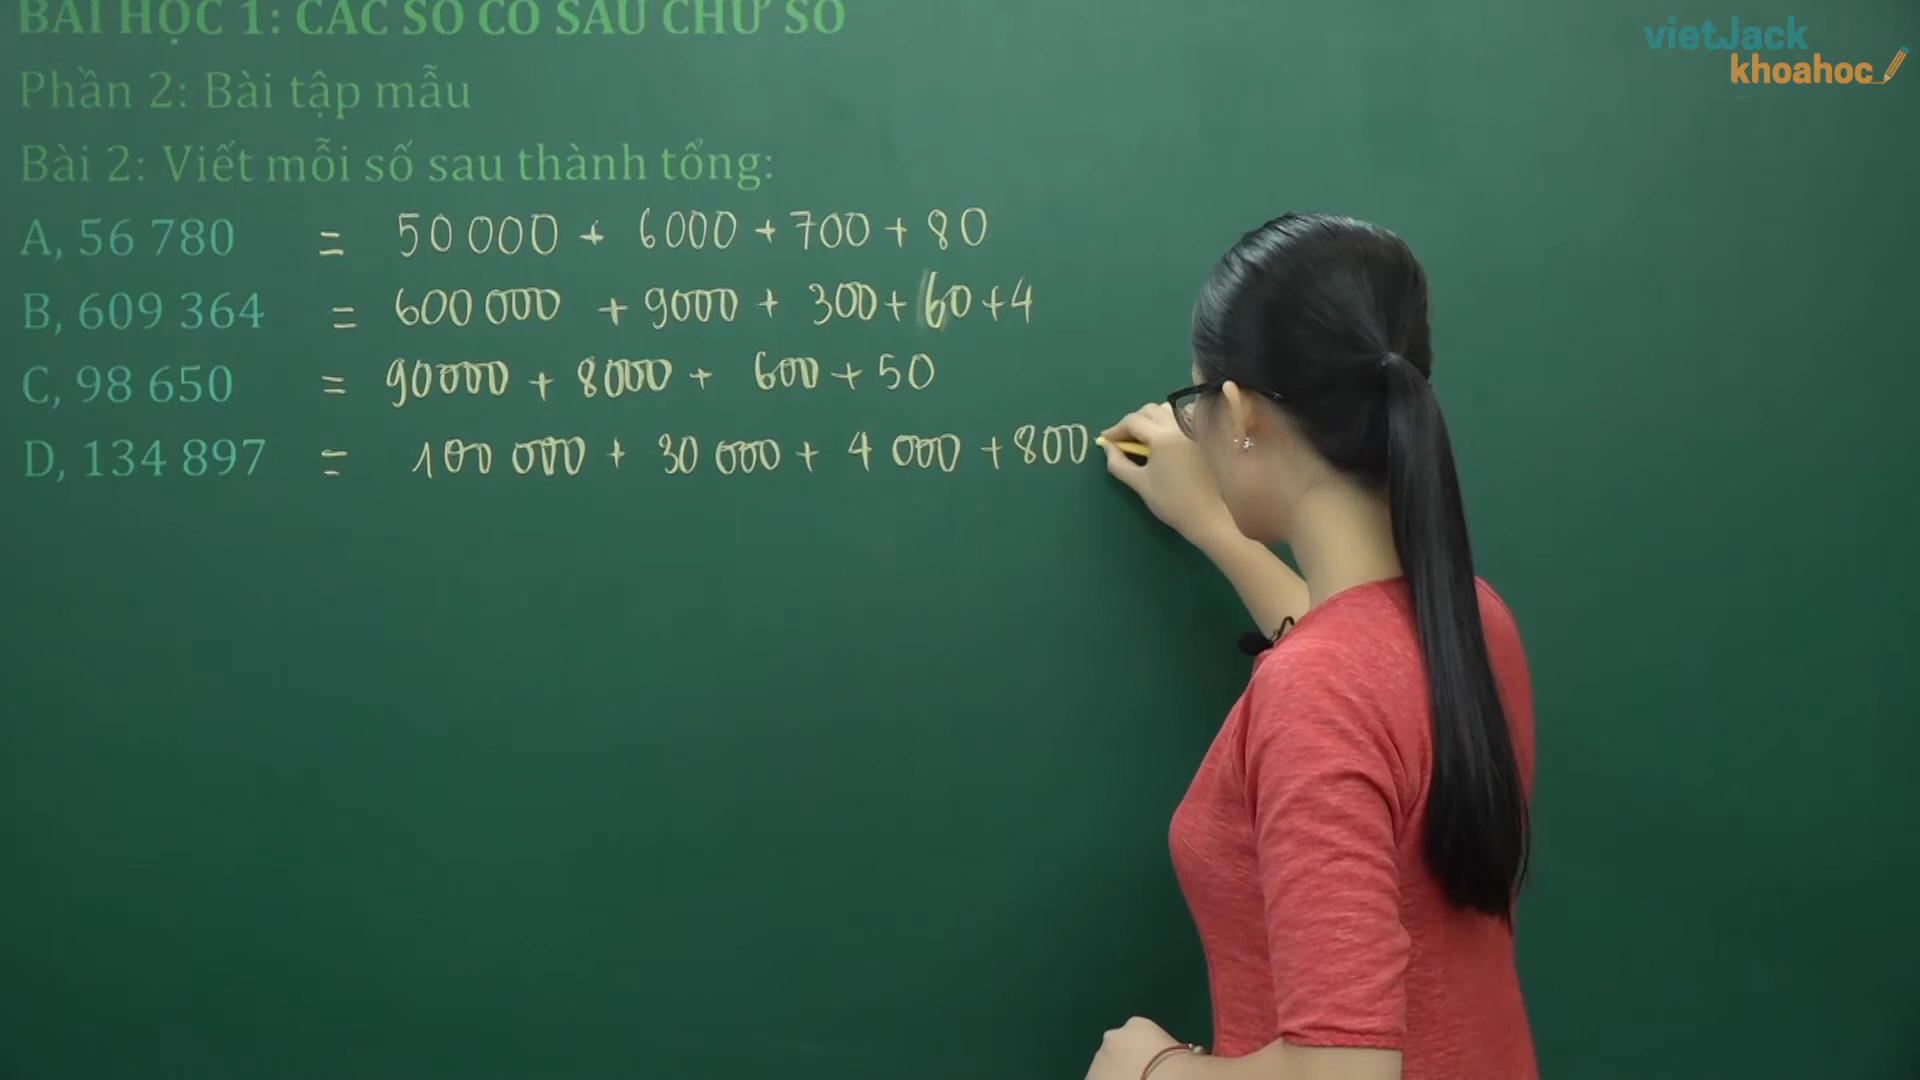 BÀI HỌC 1: CÁC SỐ CÓ SÁU CHỮ SỐ
vietJack
khoahoc
Phần 2: Bài tập mẫu
Bài 2: Viết mỗi số sau thành tổng:
A, 56 780 = 50 000 + 6000 + 700 + 80
B, 609 364 = 600 000 + 9000 + 300 + 60 + 4
C, 98 650 = 90000 + 8000 + 600 + 50
D, 134 897 = 100 000 + 30 000 + 4 000 + 800